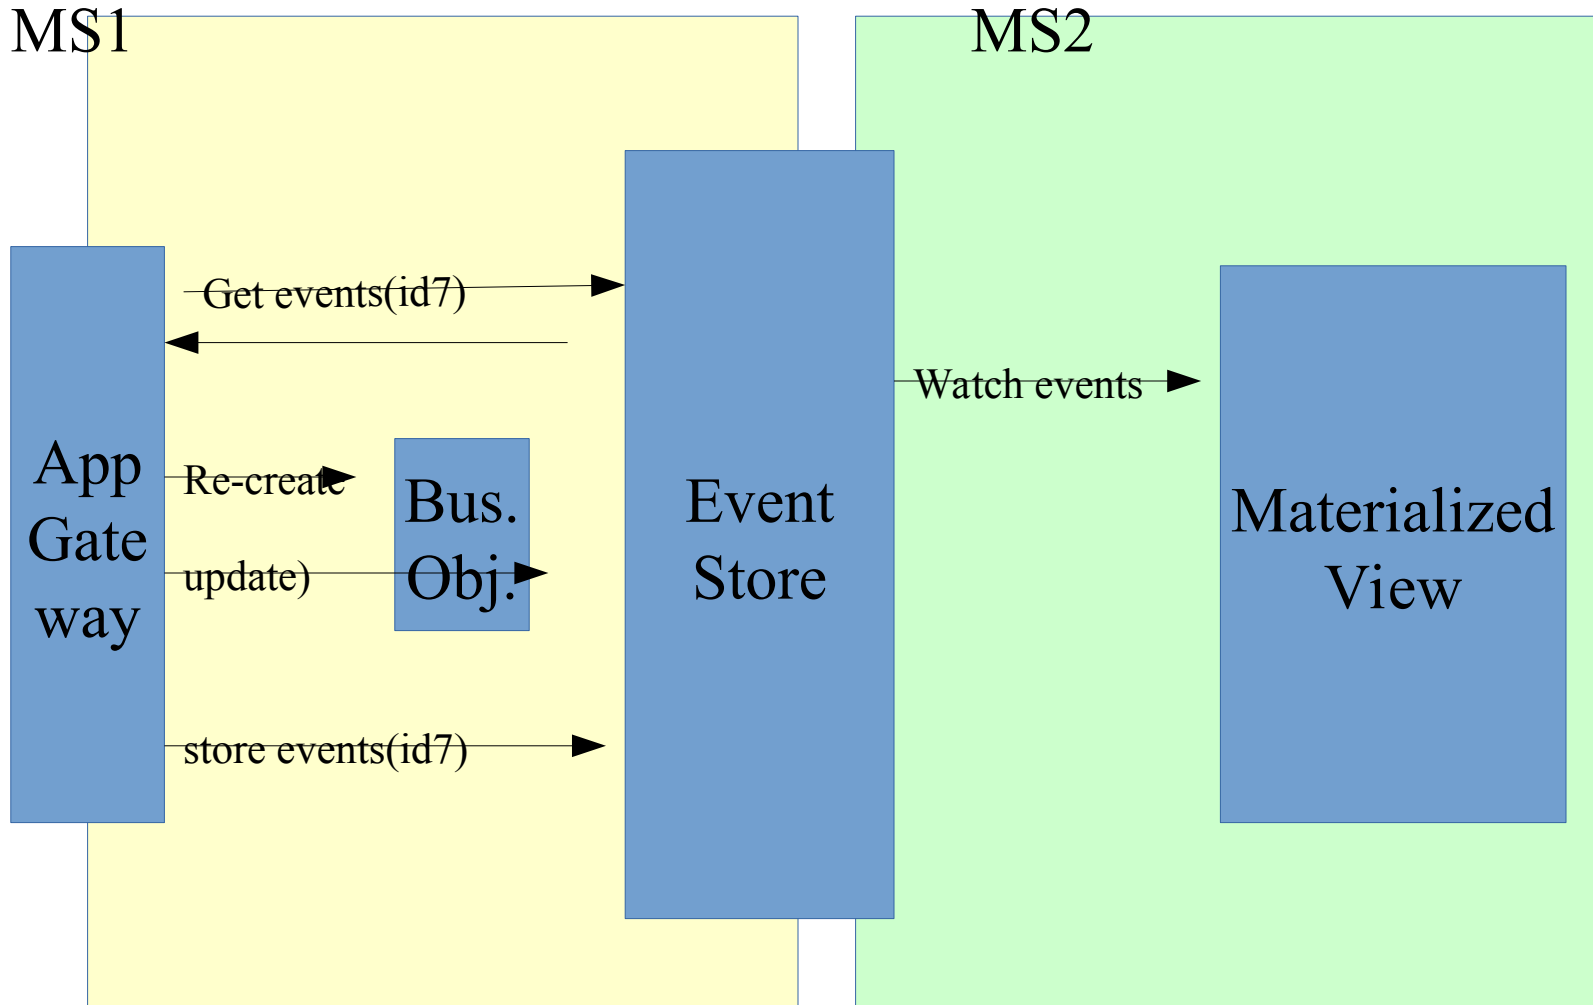 MS1
MS2
Get events(id7)
Watch events
Re-create
update)
store events(id7)
App
Gate
way
Bus.
Obj.
Event
Store
Materialized
View